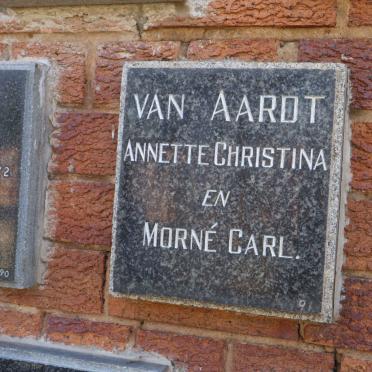 VAN AARDT
ANNETTE CHRISTINA
EN
MORNÉ CARL.